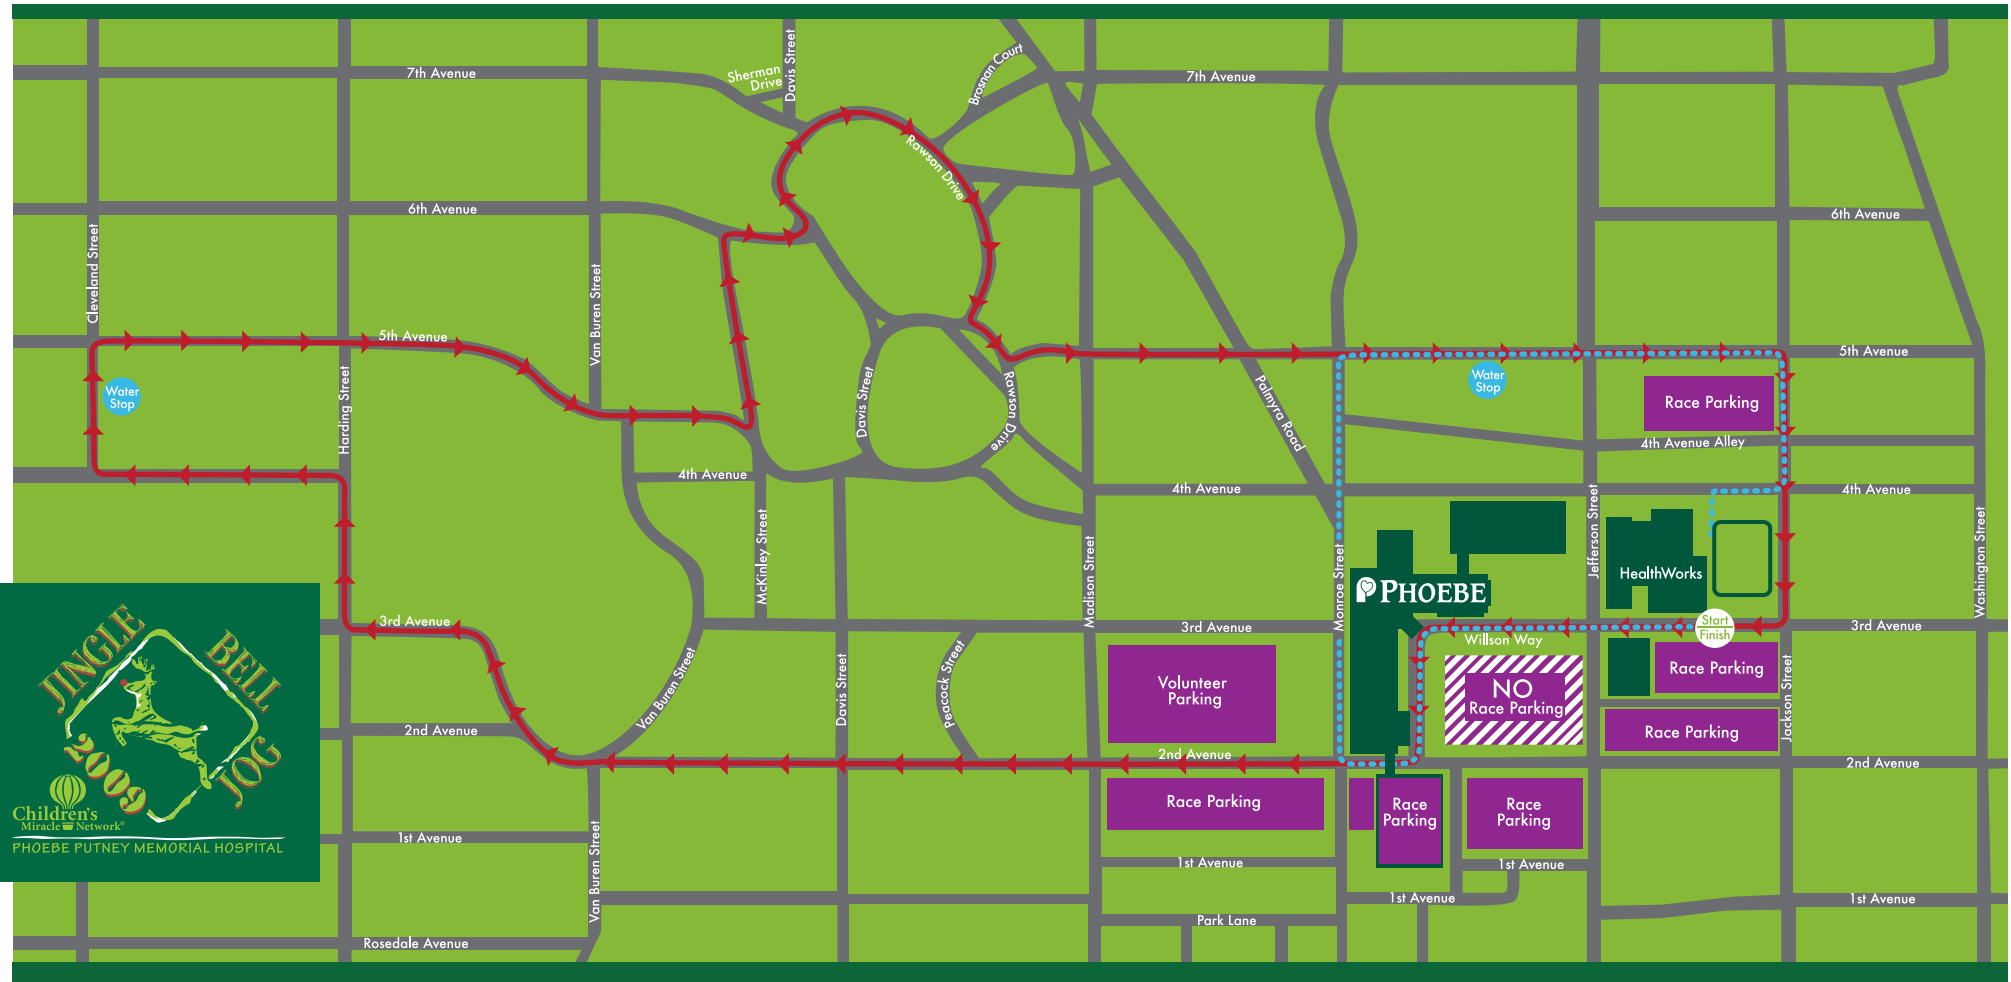 Davis Street
Brosnan Court
Sherman
Drive
7th Avenue
7th Avenue
Rawson Drive
6th Avenue
6th Avenue
Cleveland Street
Van Buren Street
5th Avenue
5th Avenue
Water
Stop
Harding Street
Davis Street
Rawson Drive
Palmyra Road
Water
Stop
Race Parking
4th Avenue Alley
4th Avenue
4th Avenue
4th Avenue
McKinley Street
Madison Street
Monroe Street
Jefferson Street
Washington Street
HealthWorks
PHOEBE
3rd Avenue
3rd Avenue
Willson Way
Start
Finish
3rd Avenue
JINGLE
BELL
JOG
2009
Children's
Miracle Network®
PHOEBE PUTNEY MEMORIAL HOSPITAL
Van Buren Street
Davis Street
Peacock Street
Volunteer
Parking
NO
Race Parking
Race Parking
Race Parking
Jackson Street
2nd Avenue
2nd Avenue
2nd Avenue
Race Parking
Race
Parking
Race
Parking
1st Avenue
Van Buren Street
1st Avenue
1st Avenue
1st Avenue
1st Avenue
Park Lane
Rosedale Avenue